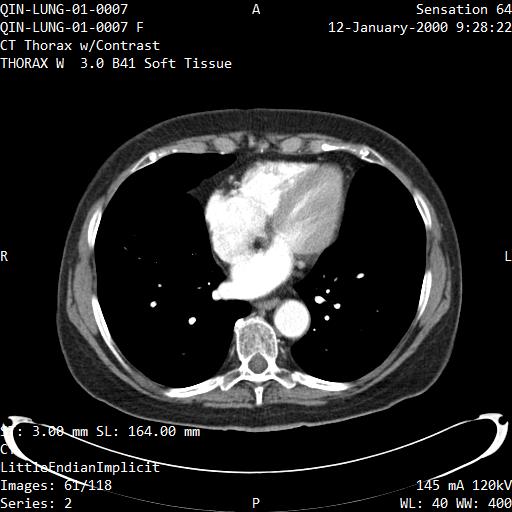 QIN-LUNG-01-0007
A
Sensation 64
QIN-LUNG-01-0007 F
12-January-2000 9:28:22
CT Thorax w/Contrast
THORAX W 3.0 B41 Soft Tissue
R
L
3.00 mm SL: 164.00 mm
LittleEndianImplicit
Images: 61/118
145 mA 120kV
Series: 2
P
WL: 40 WW: 400